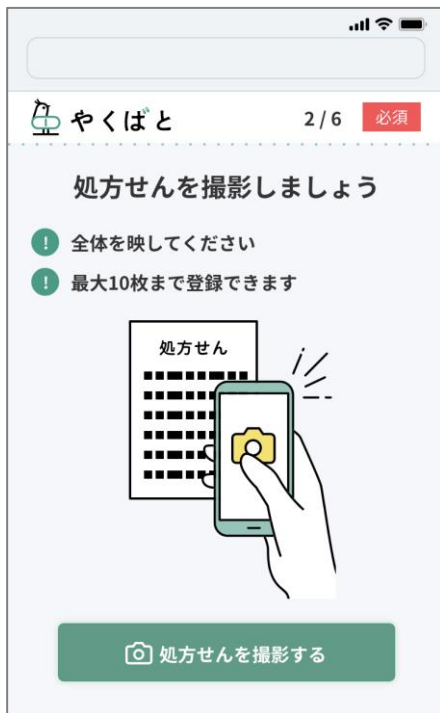 やくばと
2/6
必須
処方せんを撮影しましょう
! 全体を映してください
! 最大10枚まで登録できます
処方せん
処方せんを撮影する